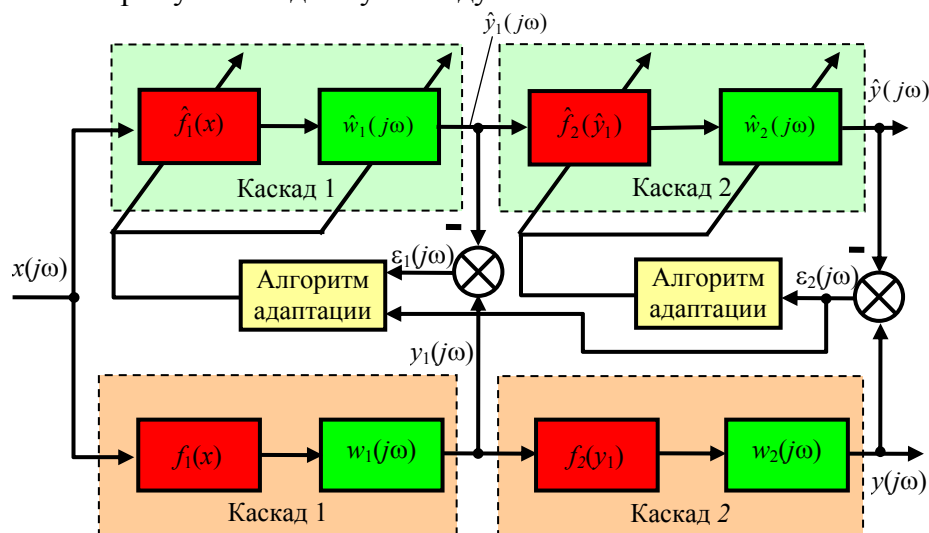 ŷ₁(jω)
f̂₁(x)
ŵ₁(jω)
f̂₂(ŷ₁)
ŵ₂(jω)
ŷ(jω)
Каскад 1
Каскад 2
x(jω)
Алгоритм
адаптации
ε₁(jω)
Алгоритм
адаптации
ε₂(jω)
y₁(jω)
f₁(x)
w₁(jω)
f₂(y₁)
w₂(jω)
y(jω)
Каскад 1
Каскад 2